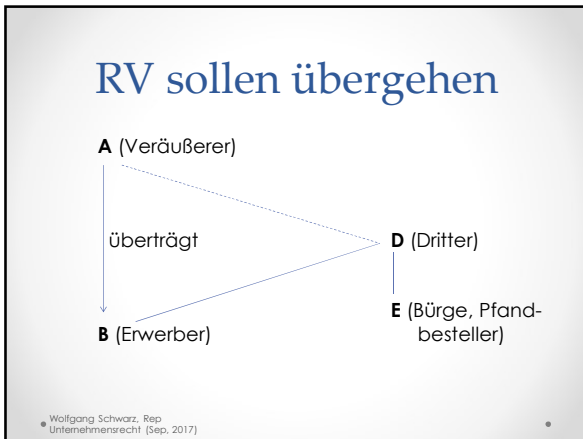 RV sollen übergehen
A (Veräußerer)
überträgt
D (Dritter)
E (Bürge, Pfand-
besteller)
B (Erwerber)
Wolfgang Schwarz, Rep
Unternehmensrecht (Sep, 2017)